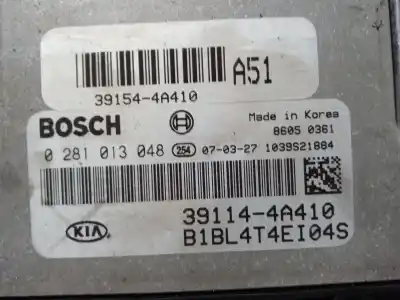 A51
39154-4A410
BOSCH
Made in Korea
8605 0361
0 281 013 048 254 07-03-27 1039S21884
39114-4A410
KIA
B1BL4T4EI04S